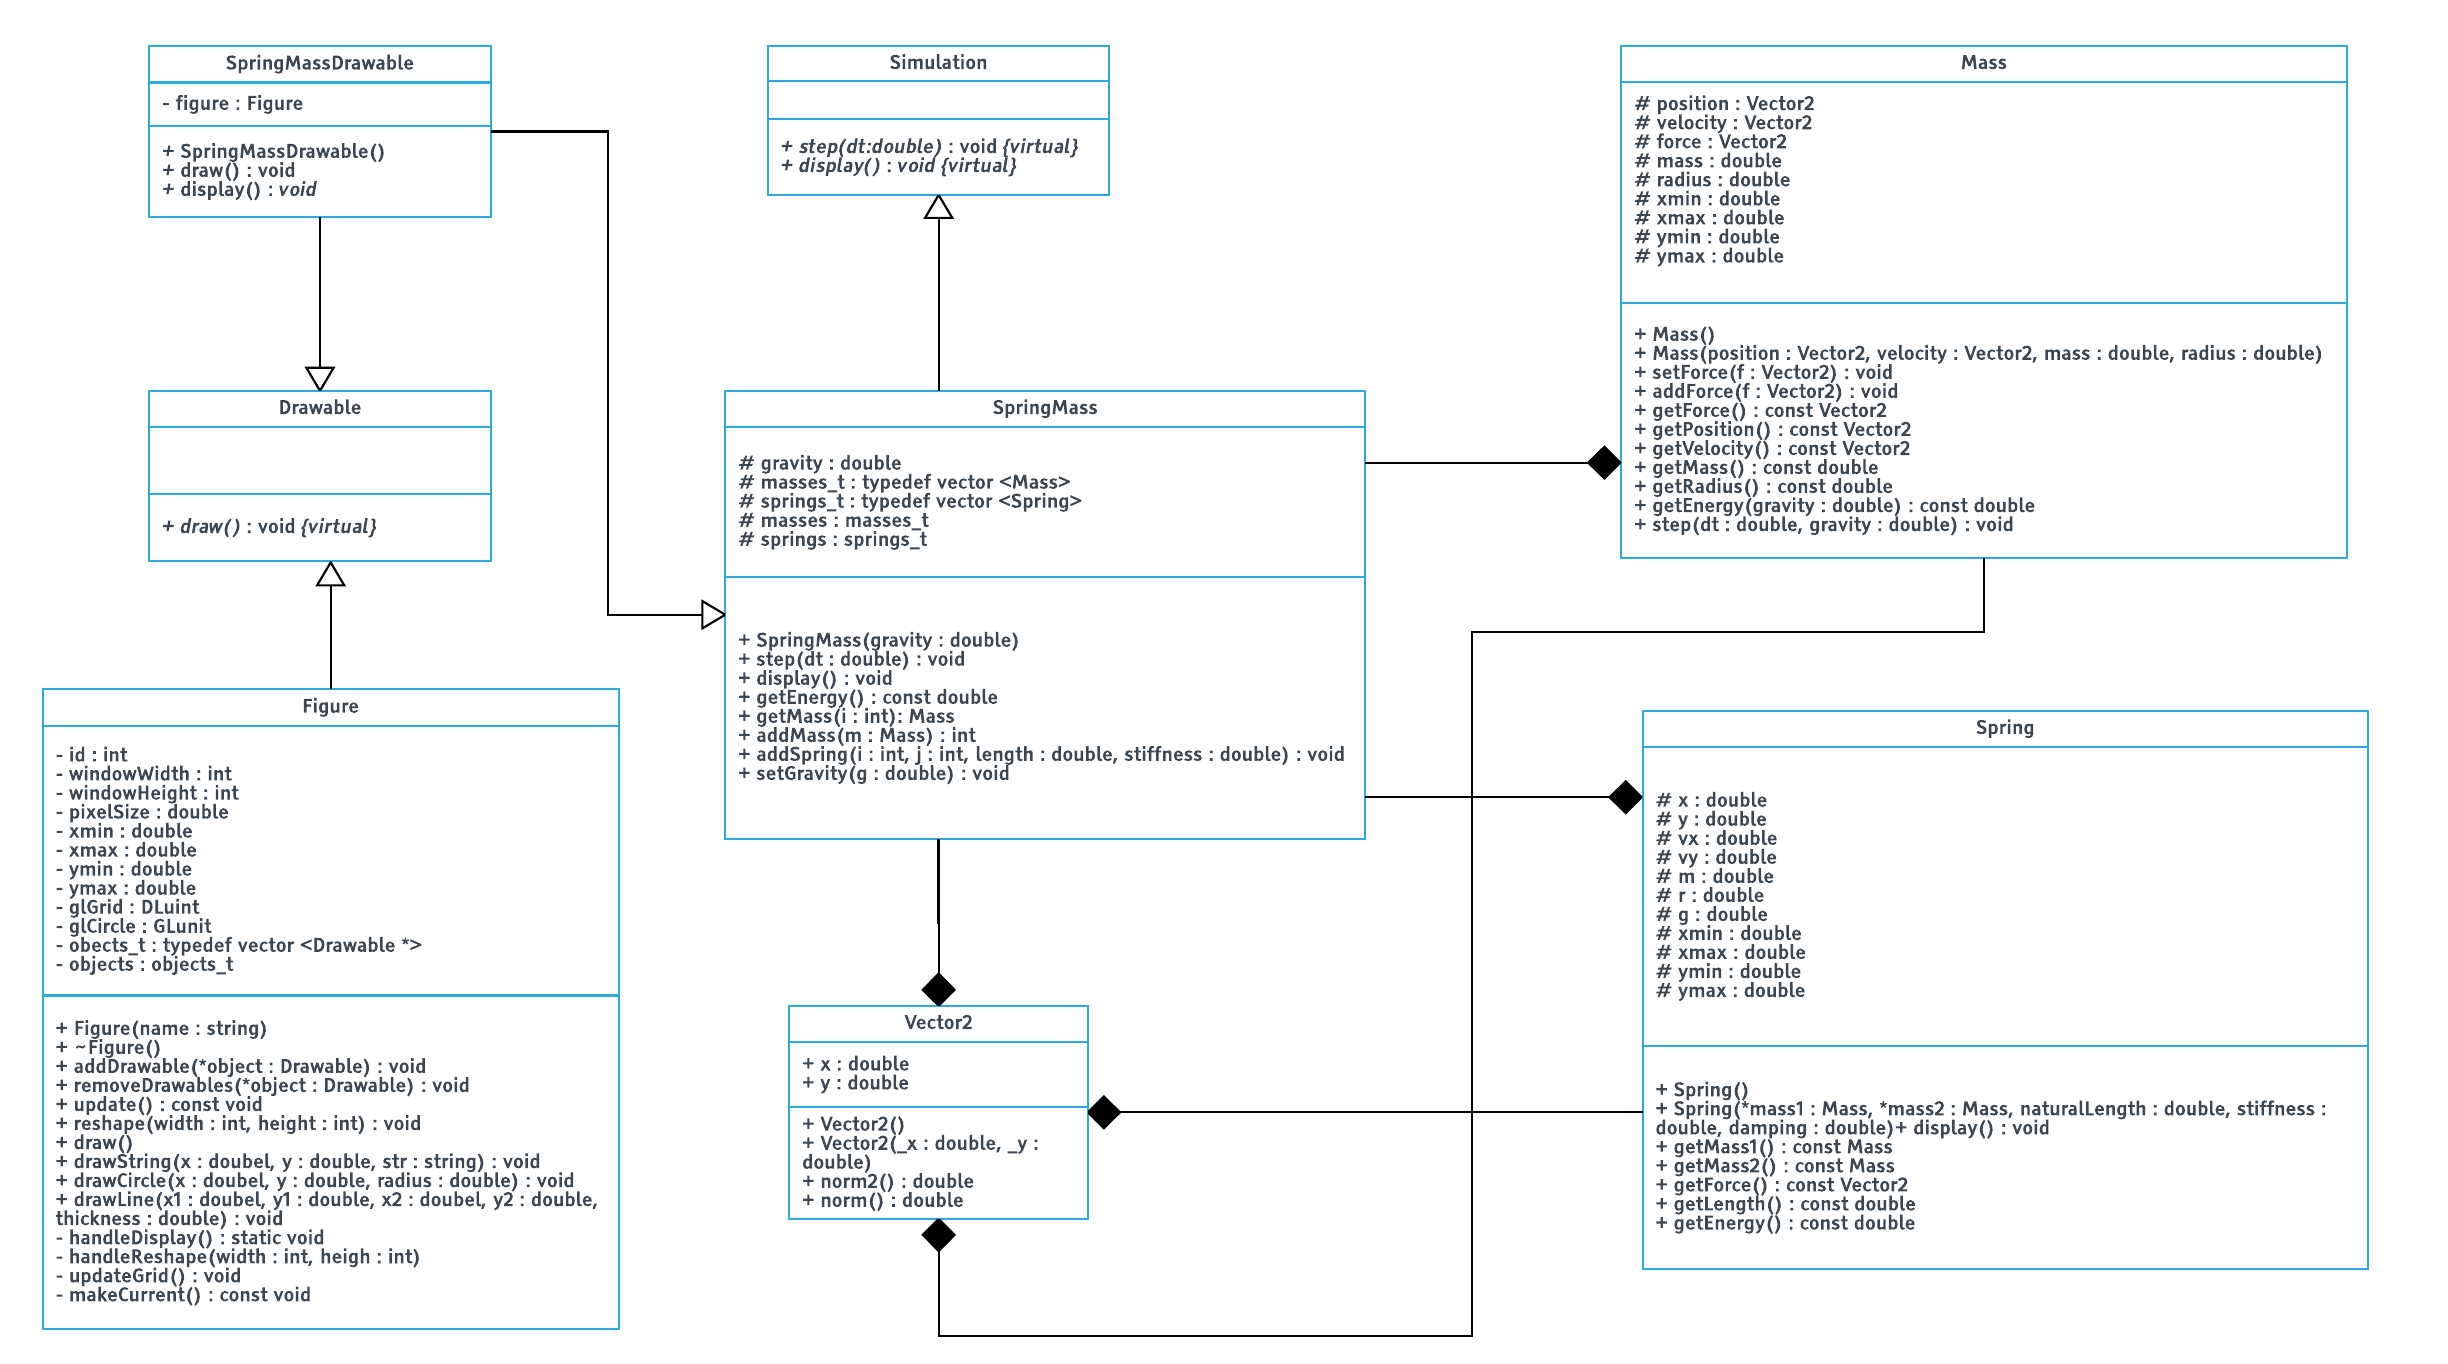 SpringMassDrawable
- figure : Figure
+ SpringMassDrawable()
+ draw() : void
+ display() : void
Simulation
+ step(dt:double) : void {virtual}
+ display() : void {virtual}
Mass
# position : Vector2
# velocity : Vector2
# force : Vector2
# mass : double
# radius : double
# xmin : double
# xmax : double
# ymin : double
# ymax : double
+ Mass()
+ Mass(position : Vector2, velocity : Vector2, mass : double, radius : double)
+ setForce(f : Vector2) : void
+ addForce(f : Vector2) : void
+ getForce() : const Vector2
+ getPosition() : const Vector2
+ getVelocity() : const Vector2
+ getMass() : const double
+ getRadius() : const double
+ getEnergy(gravity : double) : const double
+ step(dt : double, gravity : double) : void
Drawable
+ draw() : void {virtual}
SpringMass
# gravity : double
# masses_t : typedef vector <Mass>
# springs_t : typedef vector <Spring>
# masses : masses_t
# springs : springs_t
+ SpringMass(gravity : double)
+ step(dt : double) : void
+ display() : void
+ getEnergy() : const double
+ getMass(i : int): Mass
+ addMass(m : Mass) : int
+ addSpring(i : int, j : int, length : double, stiffness : double) : void
+ setGravity(g : double) : void
Figure
- id : int
- windowWidth : int
- windowHeight : int
- pixelSize : double
- xmin : double
- xmax : double
- ymin : double
- ymax : double
- glGrid : DLuint
- glCircle : GLunit
- obects_t : typedef vector <Drawable *>
- objects : objects_t
+ Figure(name : string)
+ ~Figure()
+ addDrawable(*object : Drawable) : void
+ removeDrawables(*object : Drawable) : void
+ update() : const void
+ reshape(width : int, height : int) : void
+ draw()
+ drawString(x : doubel, y : double, str : string) : void
+ drawCircle(x : doubel, y : double, radius : double) : void
+ drawLine(x1 : doubel, y1 : double, x2 : doubel, y2 : double,
thickness : double) : void
- handleDisplay() : static void
- handleReshape(width : int, heigh : int)
- updateGrid() : void
- makeCurrent() : const void
Spring
# x : double
# y : double
# vx : double
# vy : double
# m : double
# r : double
# g : double
# xmin : double
# xmax : double
# ymin : double
# ymax : double
+ Spring()
+ Spring(*mass1 : Mass, *mass2 : Mass, naturalLength : double, stiffness :
double, damping : double)+ display() : void
+ getMass1() : const Mass
+ getMass2() : const Mass
+ getForce() : const Vector2
+ getLength() : const double
+ getEnergy() : const double
Vector2
+ x : double
+ y : double
+ Vector2()
+ Vector2(_x : double, _y :
double)
+ norm2() : double
+ norm() : double